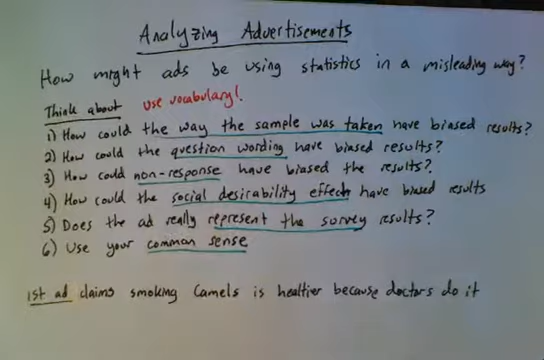 Analyzing Advertisements
How might ads be using statistics in a misleading way?
Think about use vocabulary!
1) How could the way the sample was taken have biased results?
2) How could the question wording have biased results?
3) How could non-response have biased the results?
4) How could the social desirability effect have biased results
5) Does the ad really represent the survey results?
6) Use your common sense
1st ad claims smoking Camels is healthier because doctors do it